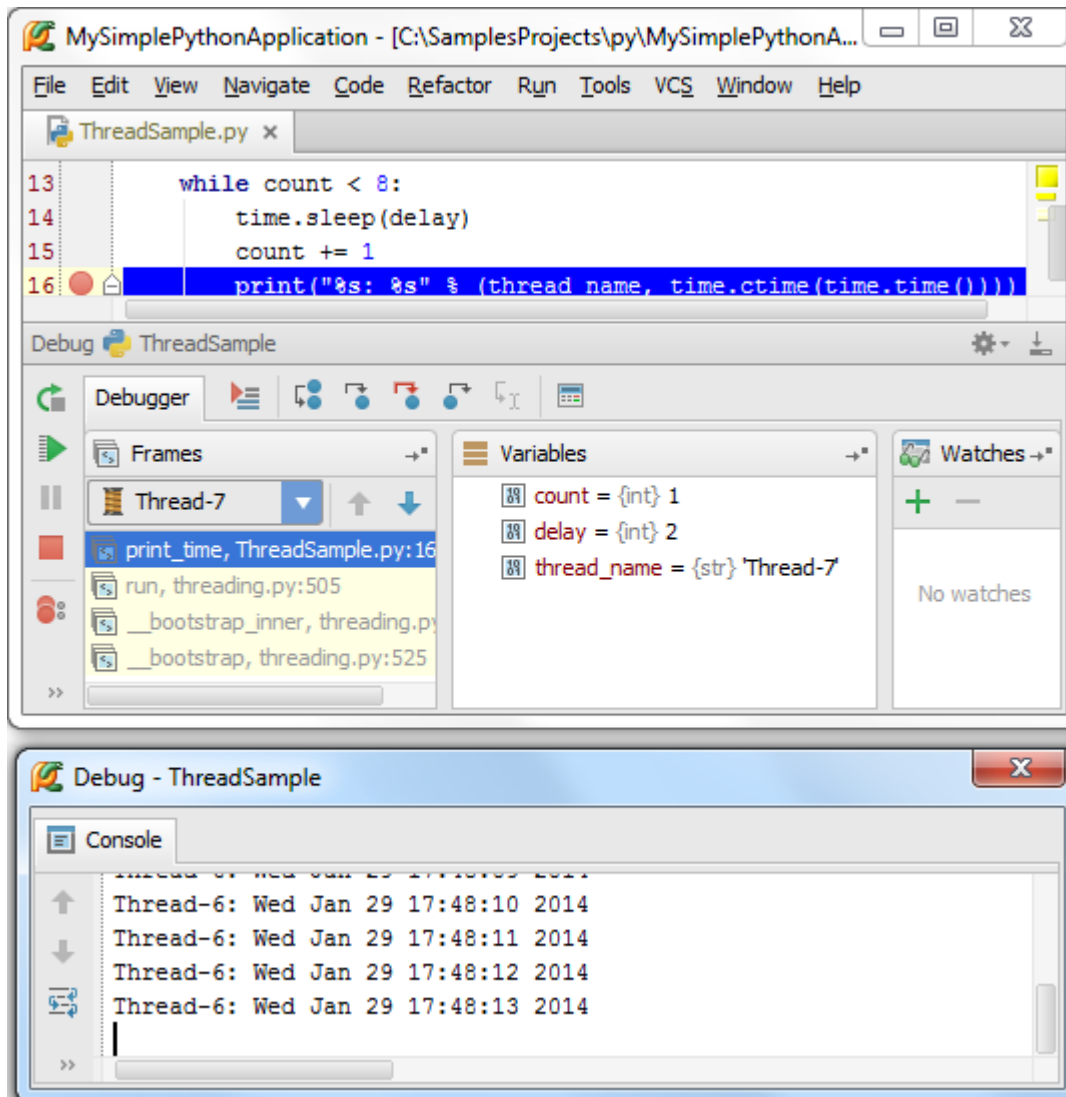 MySimplePythonApplication - [C:\SamplesProjects\py\MySimplePythonA...
File Edit View Navigate Code Refactor Run Tools VCS Window Help
ThreadSample.py
13 while count < 8:
14 time.sleep(delay)
15 count += 1
16 print("%s: %s" % (thread_name, time.ctime(time.time())))
Debug ThreadSample
Debugger
Frames
Thread-7
print_time, ThreadSample.py:16
run, threading.py:505
__bootstrap_inner, threading.py
__bootstrap, threading.py:525
Variables
count = {int} 1
delay = {int} 2
thread_name = {str} 'Thread-7'
Watches
No watches
Debug - ThreadSample
Console
Thread-6: Wed Jan 29 17:48:10 2014
Thread-6: Wed Jan 29 17:48:11 2014
Thread-6: Wed Jan 29 17:48:12 2014
Thread-6: Wed Jan 29 17:48:13 2014